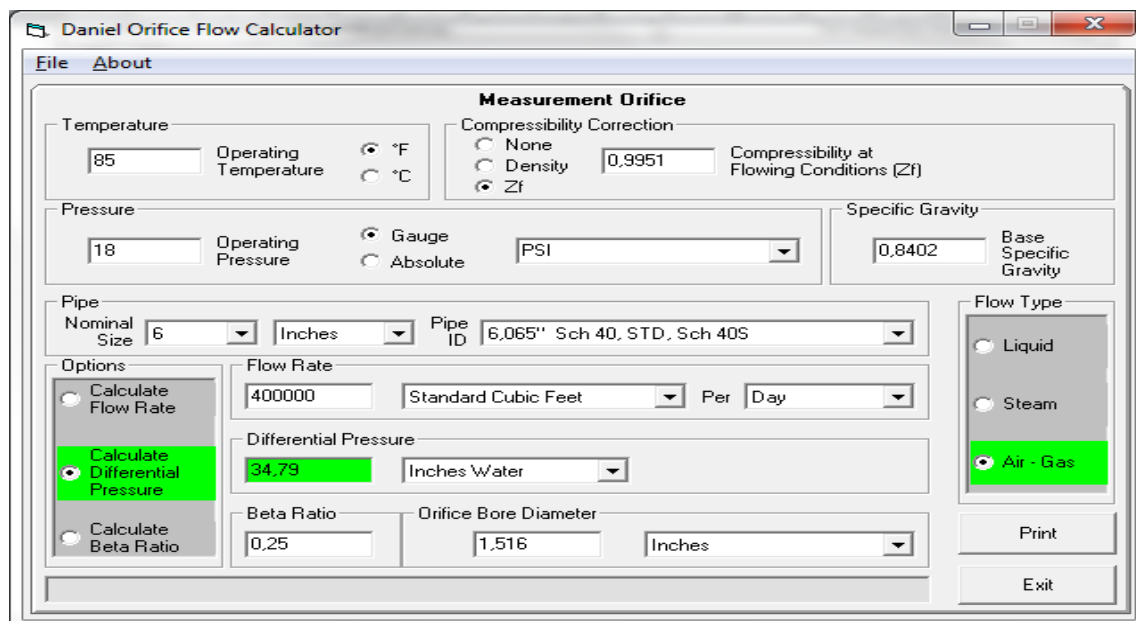 Daniel Orifice Flow Calculator
File About
Measurement Orifice
Temperature
85
Operating
Temperature
°F
°C
Compressibility Correction
None
Density
Zf
0,9951
Compressibility at
Flowing Conditions (Zf)
Pressure
18
Operating
Pressure
Gauge
Absolute
PSI
Specific Gravity
0,8402
Base
Specific
Gravity
Pipe
Nominal
Size
6
Inches
Pipe
ID
6,065" Sch 40, STD, Sch 40S
Flow Type
Liquid
Steam
Air - Gas
Options
Calculate
Flow Rate
Calculate
Differential
Pressure
Calculate
Beta Ratio
Flow Rate
400000
Standard Cubic Feet
Per
Day
Differential Pressure
34,79
Inches Water
Beta Ratio
0,25
Orifice Bore Diameter
1,516
Inches
Print
Exit